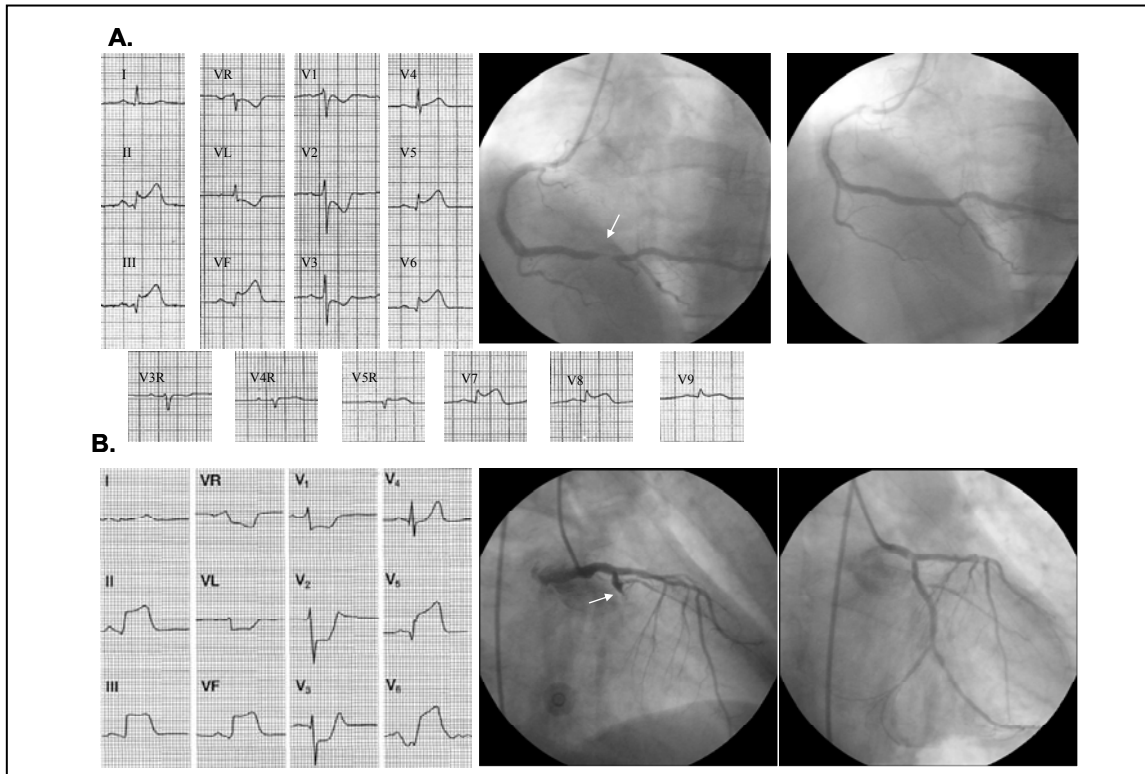 A.
I VR V1 V4
II VL V2 V5
III VF V3 V6
V3R V4R V5R V7 V8 V9
B.
I VR V₁ V₄
II VL V₂ V₅
III VF V₃ V₆